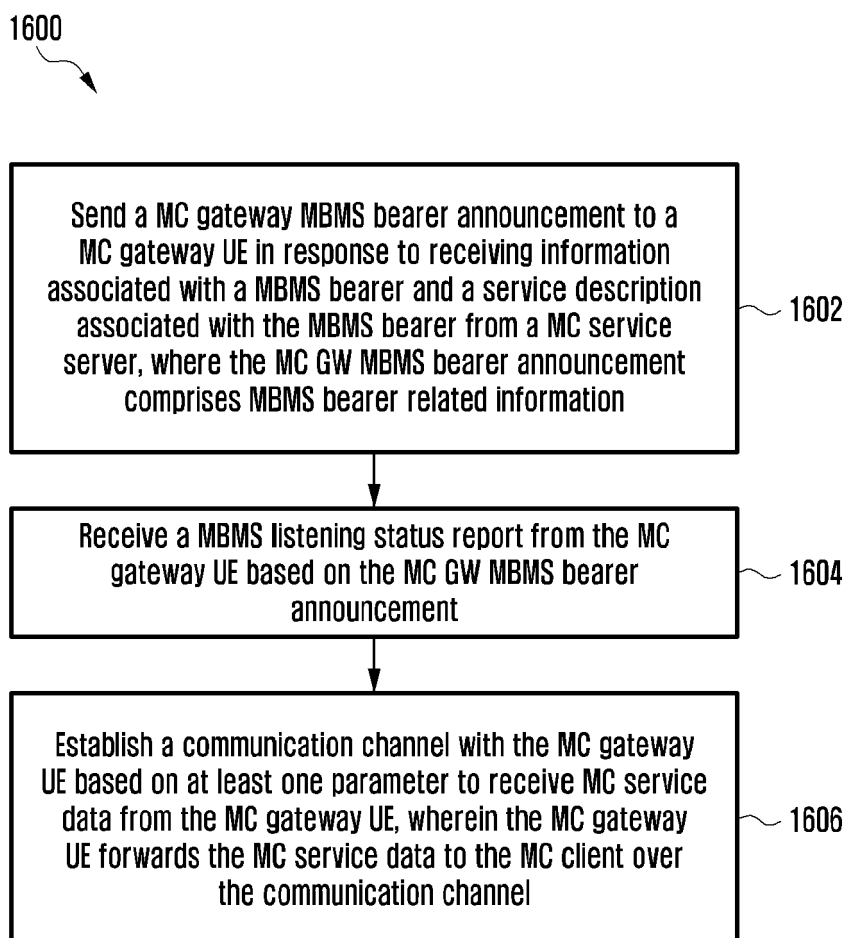 1600
Send a MC gateway MBMS bearer announcement to a
MC gateway UE in response to receiving information
associated with a MBMS bearer and a service description
associated with the MBMS bearer from a MC service
server, where the MC GW MBMS bearer announcement
comprises MBMS bearer related information
1602
Receive a MBMS listening status report from the MC
gateway UE based on the MC GW MBMS bearer
announcement
1604
Establish a communication channel with the MC gateway
UE based on at least one parameter to receive MC service
data from the MC gateway UE, wherein the MC gateway
UE forwards the MC service data to the MC client over
the communication channel
1606